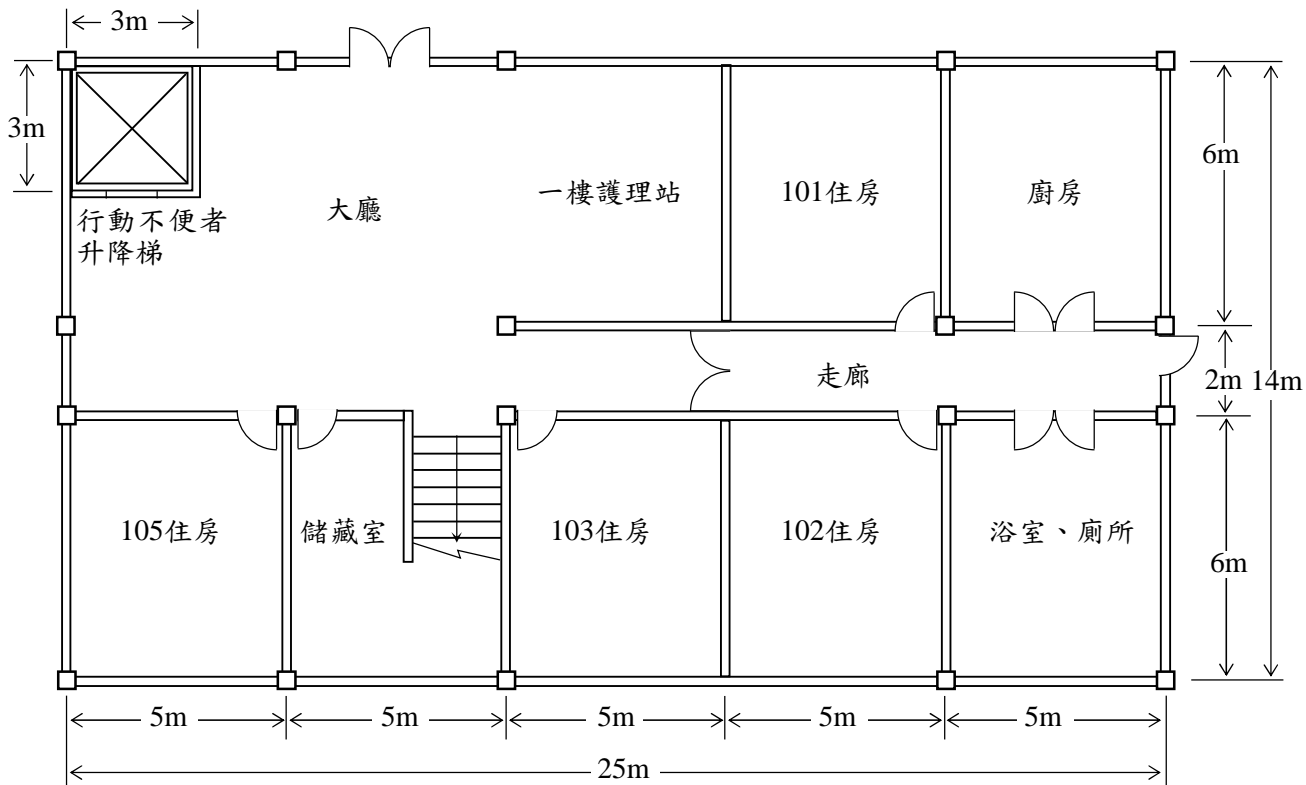 3m
3m
行動不便者
升降梯
大廳
一樓護理站
101住房
廚房
6m
走廊
2m
14m
105住房
儲藏室
103住房
102住房
浴室、廁所
6m
5m
5m
5m
5m
5m
25m